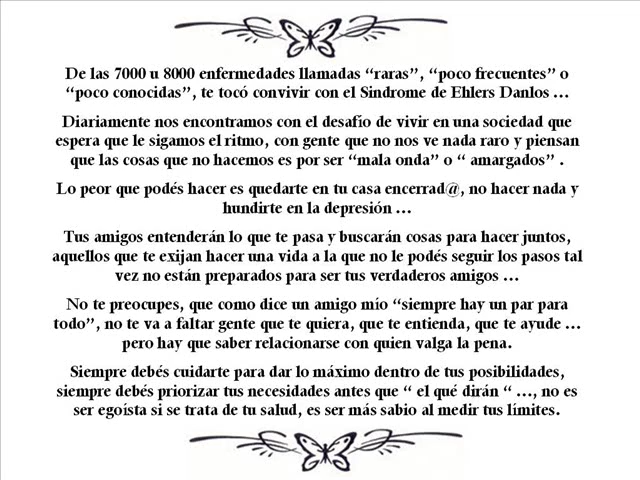 De las 7000 u 8000 enfermedades llamadas “raras”, “poco frecuentes” o
“poco conocidas”, te tocó convivir con el Sindrome de Ehlers Danlos …
Diariamente nos encontramos con el desafío de vivir en una sociedad que
espera que le sigamos el ritmo, con gente que no nos ve nada raro y piensan
que las cosas que no hacemos es por ser “mala onda” o “ amargados” .
Lo peor que podés hacer es quedarte en tu casa encerrad@, no hacer nada y
hundirte en la depresión …
Tus amigos entenderán lo que te pasa y buscarán cosas para hacer juntos,
aquellos que te exijan hacer una vida a la que no le podés seguir los pasos tal
vez no están preparados para ser tus verdaderos amigos …
No te preocupes, que como dice un amigo mío “siempre hay un par para
todo”, no te va a faltar gente que te quiera, que te entienda, que te ayude …
pero hay que saber relacionarse con quien valga la pena.
Siempre debés cuidarte para dar lo máximo dentro de tus posibilidades,
siempre debés priorizar tus necesidades antes que “ el qué dirán “ …, no es
ser egoísta si se trata de tu salud, es ser más sabio al medir tus límites.